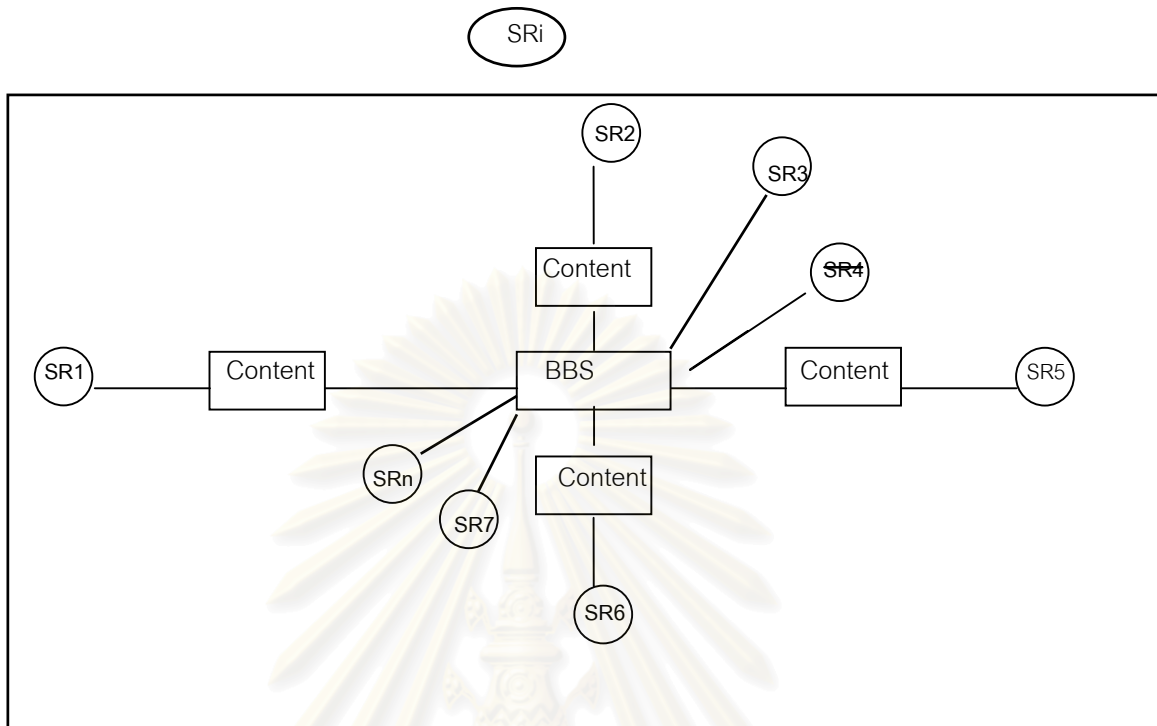 SRi
SR2
SR3
Content
SR4
SR1
Content
BBS
Content
SR5
SRn
Content
SR7
SR6